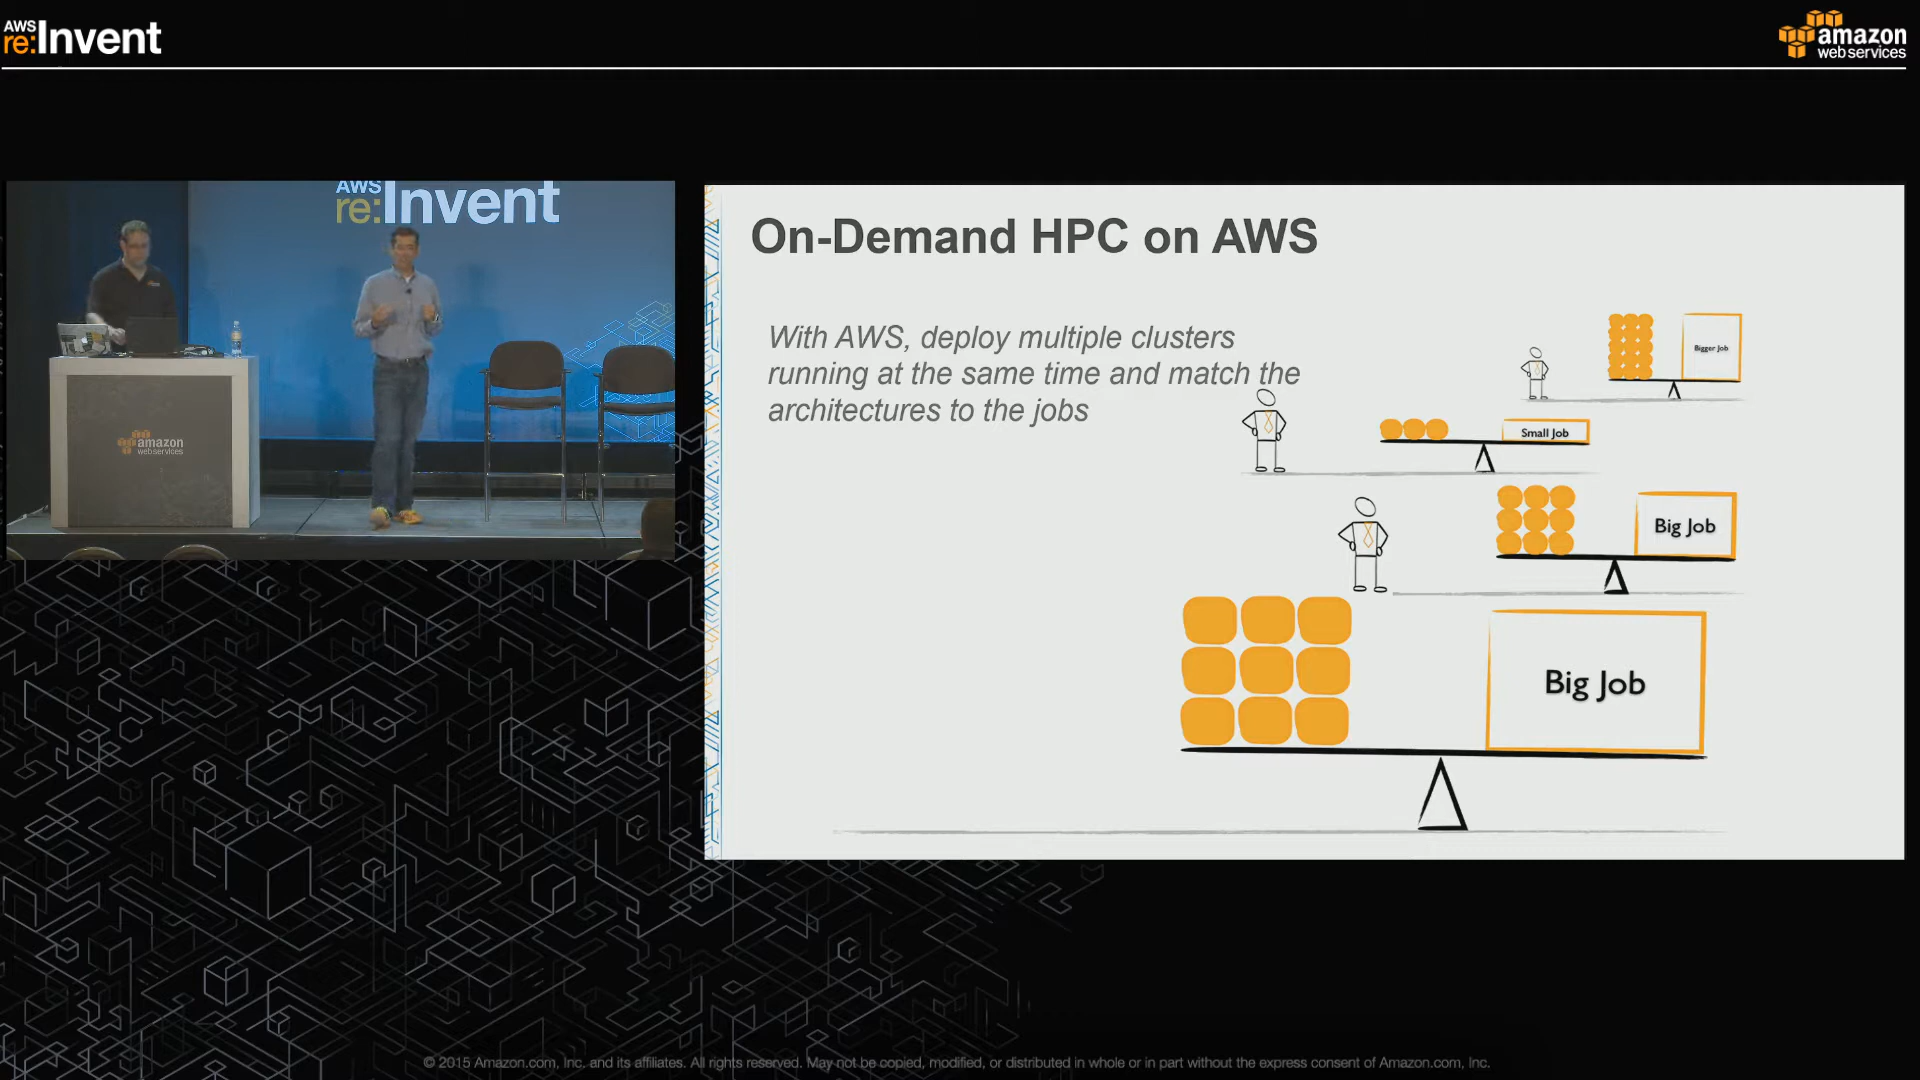 AWS
re:Invent
amazon
web services
AWS
re:Invent
amazon
web services
On-Demand HPC on AWS
With AWS, deploy multiple clusters
running at the same time and match the
architectures to the jobs
Bigger Job
Small Job
Big Job
Big Job
© 2015 Amazon.com, Inc. and its affiliates. All rights reserved. May not be copied, modified, or distributed in whole or in part without the express consent of Amazon.com, Inc.